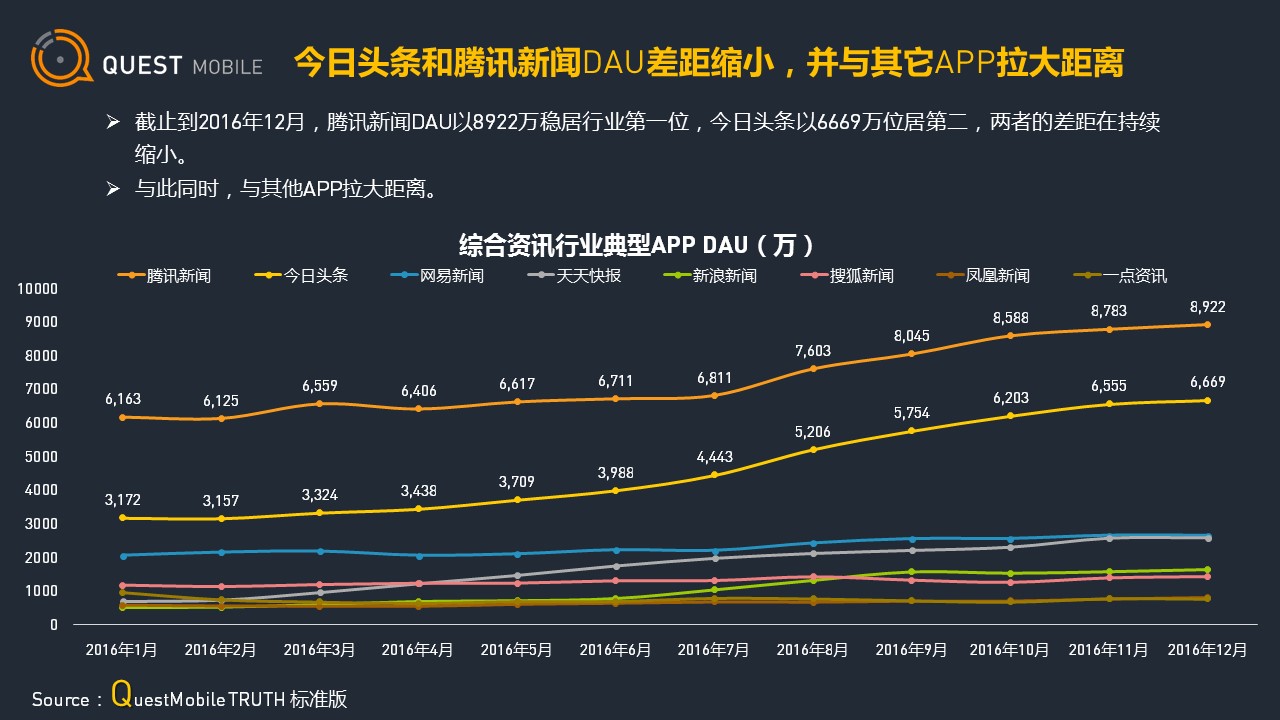 QUEST MOBILE
今日头条和腾讯新闻DAU差距缩小，并与其它APP拉大距离
➢ 截止到2016年12月，腾讯新闻DAU以8922万稳居行业第一位，今日头条以6669万位居第二，两者的差距在持续
缩小。
➢ 与此同时，与其他APP拉大距离。
综合资讯行业典型APP DAU（万）
腾讯新闻 今日头条 网易新闻 天天快报 新浪新闻 搜狐新闻 凤凰新闻 一点资讯
10000
9000
8000
7000
6000
5000
4000
3000
2000
1000
0
6,163 6,125 6,559 6,406 6,617 6,711 6,811 7,603 8,045 8,588 8,783 8,922
3,172 3,157 3,324 3,438 3,709 3,988 4,443 5,206 5,754 6,203 6,555 6,669
2016年1月 2016年2月 2016年3月 2016年4月 2016年5月 2016年6月 2016年7月 2016年8月 2016年9月 2016年10月 2016年11月 2016年12月
Source：QuestMobile TRUTH 标准版